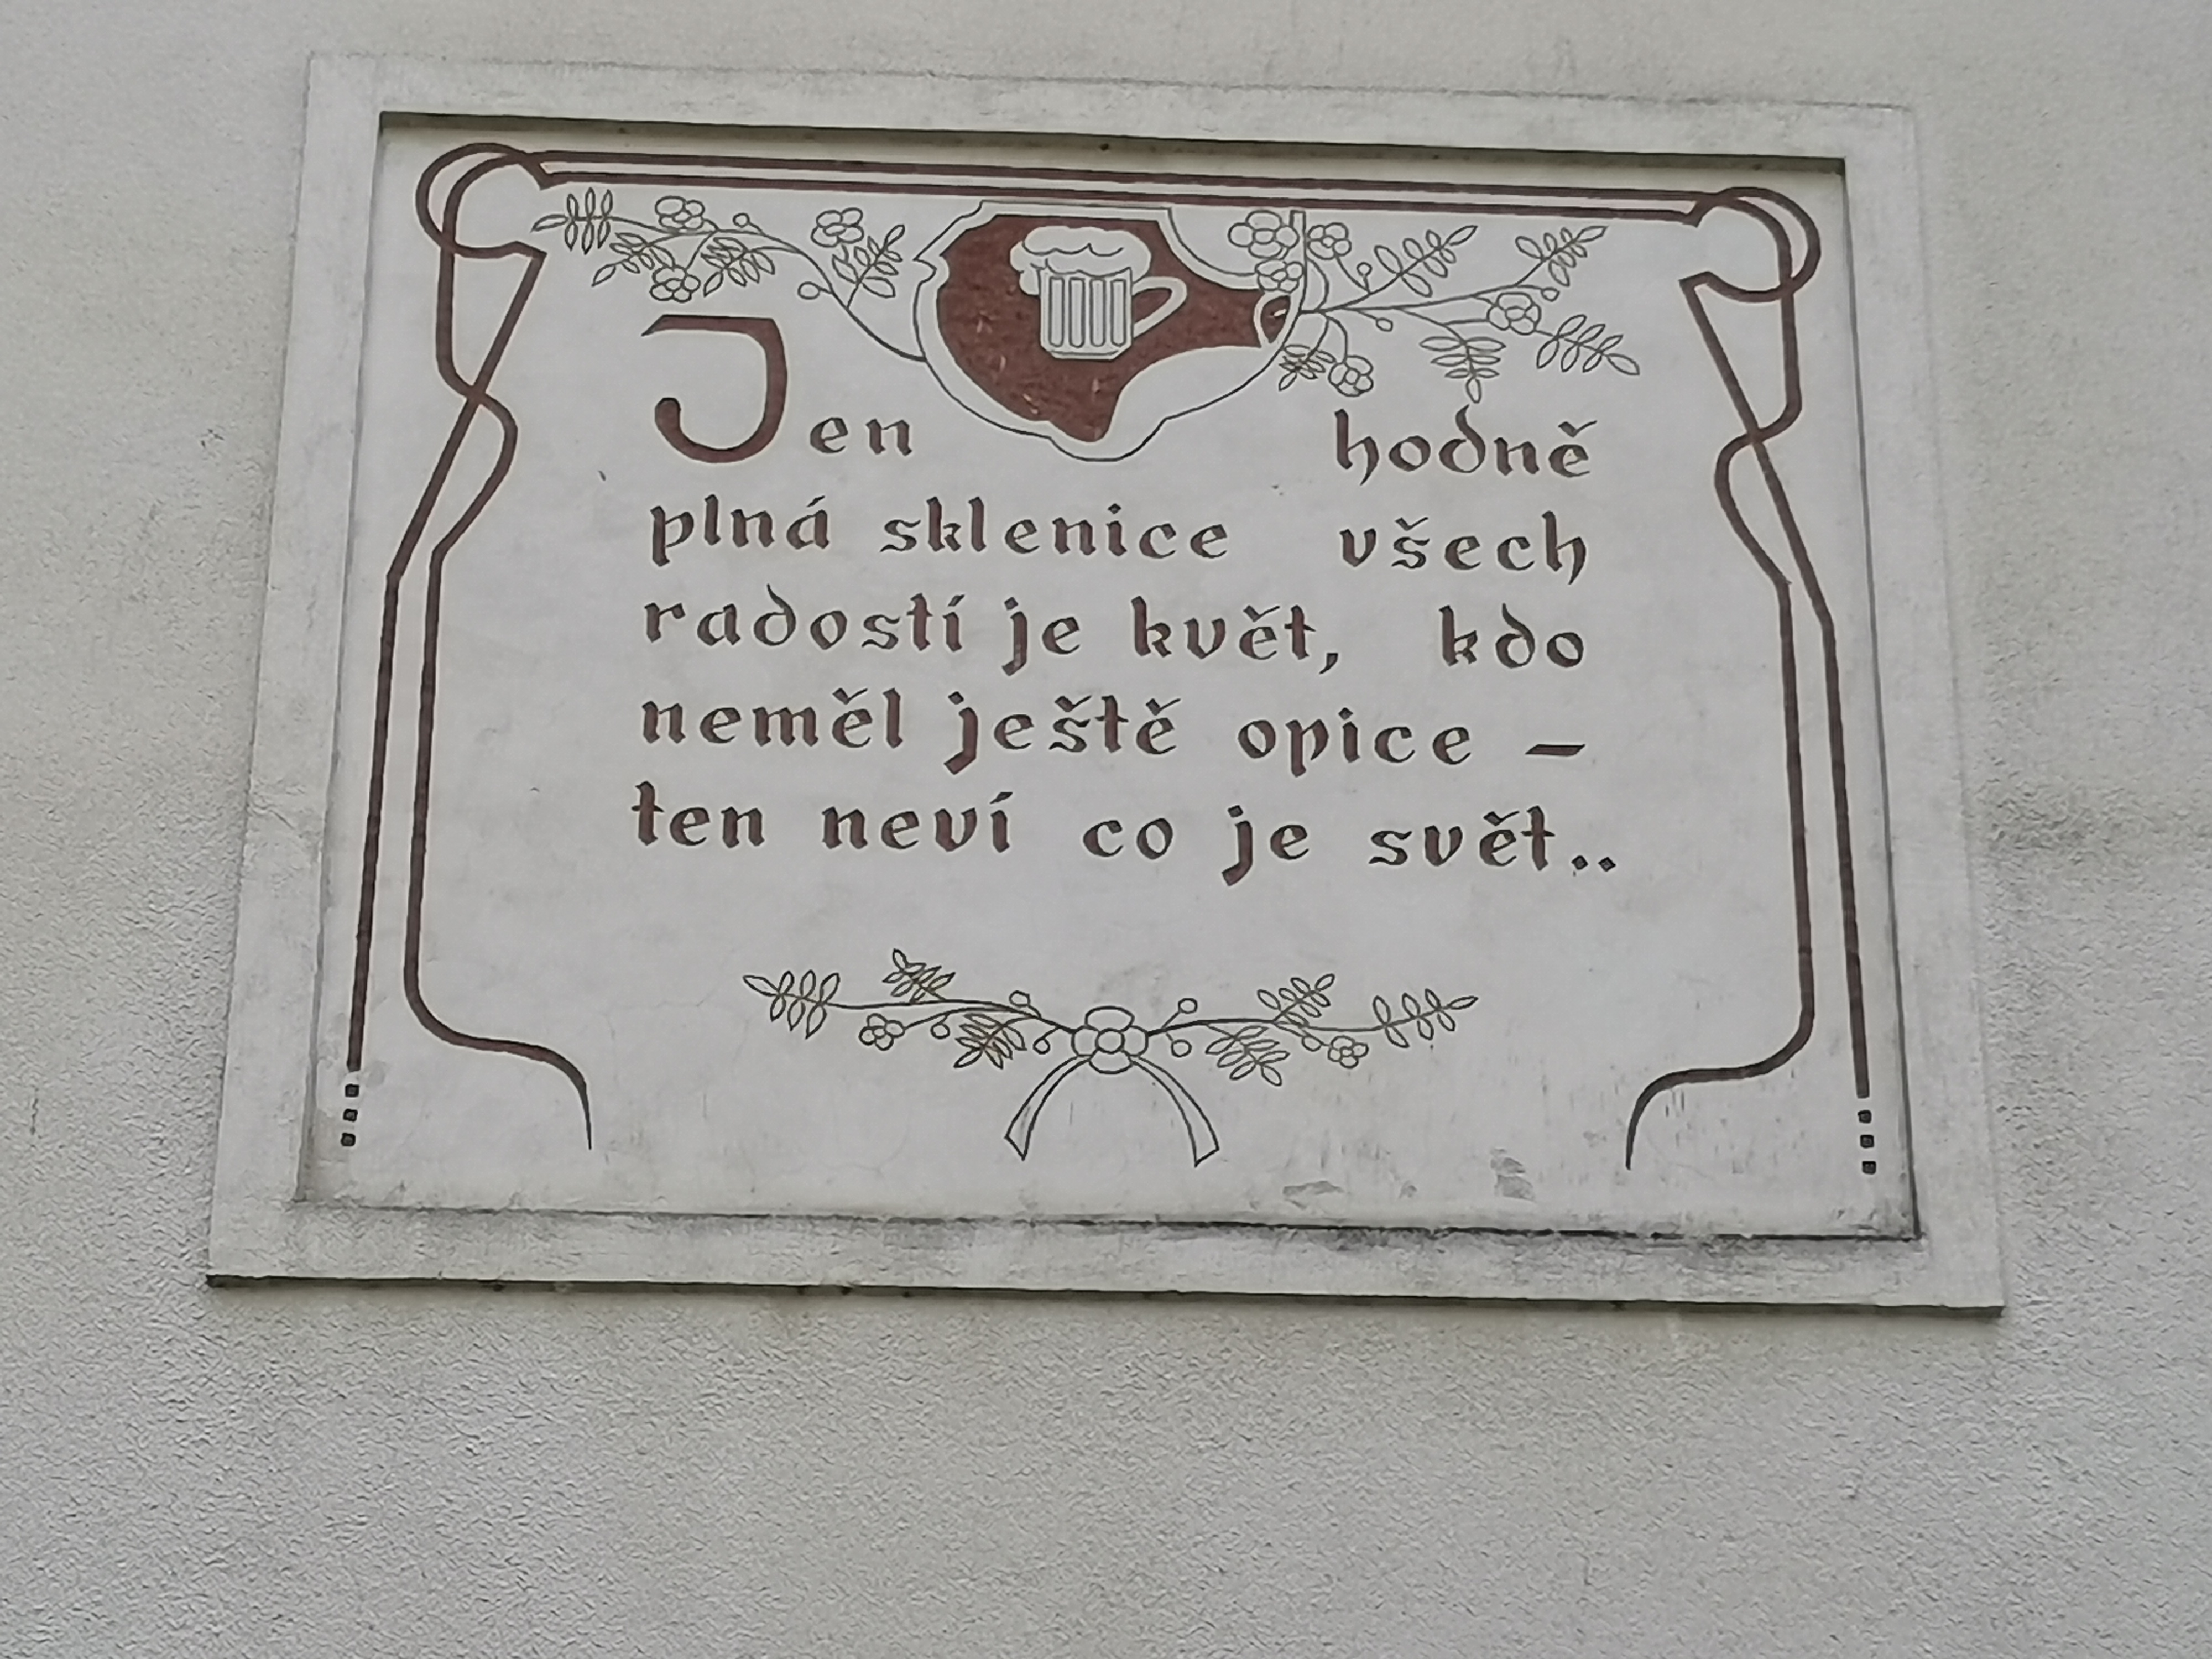 Jen hodně
plná sklenice všech
radostí je květ, kdo
neměl ještě opice –
ten neví co je svět..